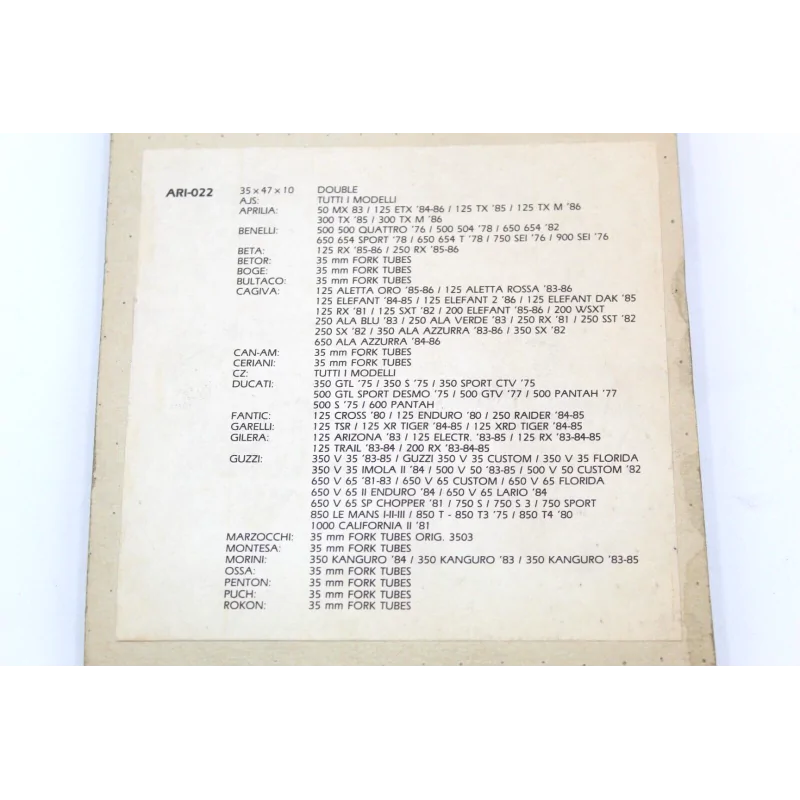 ARI-022 35 x 47 x 10 DOUBLE
AJS: TUTTI I MODELLI
APRILIA: 50 MX 83 / 125 ETX '84-86 / 125 TX '85 / 125 TX M '86
300 TX '85 / 300 TX M '86
BENELLI: 500 500 QUATTRO '76 / 500 504 '78 / 650 654 '82
650 654 SPORT '78 / 650 654 T '78 / 750 SEI '76 / 900 SEI '76
BETA: 125 RX '85-86 / 250 RX '85-86
BETOR: 35 mm FORK TUBES
BOGE: 35 mm FORK TUBES
BULTACO: 35 mm FORK TUBES
CAGIVA: 125 ALETTA ORO '85-86 / 125 ALETTA ROSSA '83-86
125 ELEFANT '84-85 / 125 ELEFANT 2 '86 / 125 ELEFANT DAK '85
125 RX '81 / 125 SXT '82 / 200 ELEFANT '85-86 / 200 WSXT
250 ALA BLU '83 / 250 ALA VERDE '83 / 250 RX '81 / 250 SST '82
250 SX '82 / 350 ALA AZZURRA '83-86 / 350 SX '82
650 ALA AZZURRA '84-86
CAN-AM: 35 mm FORK TUBES
CERIANI: 35 mm FORK TUBES
CZ: TUTTI I MODELLI
DUCATI: 350 GTL '75 / 350 S '75 / 350 SPORT CTV '75
500 GTL SPORT DESMO '75 / 500 GTV '77 / 500 PANTAH '77
500 S '75 / 600 PANTAH
FANTIC: 125 CROSS '80 / 125 ENDURO '80 / 250 RAIDER '84-85
GARELLI: 125 TSR / 125 XR TIGER '84-85 / 125 XRD TIGER '84-85
GILERA: 125 ARIZONA '83 / 125 ELECTR. '83-85 / 125 RX '83-84-85
125 TRAIL '83-84 / 200 RX '83-84-85
GUZZI: 350 V 35 '83-85 / GUZZI 350 V 35 CUSTOM / 350 V 35 FLORIDA
350 V 35 IMOLA II '84 / 500 V 50 '83-85 / 500 V 50 CUSTOM '82
650 V 65 '81-83 / 650 V 65 CUSTOM / 650 V 65 FLORIDA
650 V 65 II ENDURO '84 / 650 V 65 LARIO '84
650 V 65 SP CHOPPER '81 / 750 S / 750 S 3 / 750 SPORT
850 LE MANS I-II-III / 850 T - 850 T3 '75 / 850 T4 '80
1000 CALIFORNIA II '81
MARZOCCHI: 35 mm FORK TUBES ORIG. 3503
MONTESA: 35 mm FORK TUBES
MORINI: 350 KANGURO '84 / 350 KANGURO '83 / 350 KANGURO '83-85
OSSA: 35 mm FORK TUBES
PENTON: 35 mm FORK TUBES
PUCH: 35 mm FORK TUBES
ROKON: 35 mm FORK TUBES